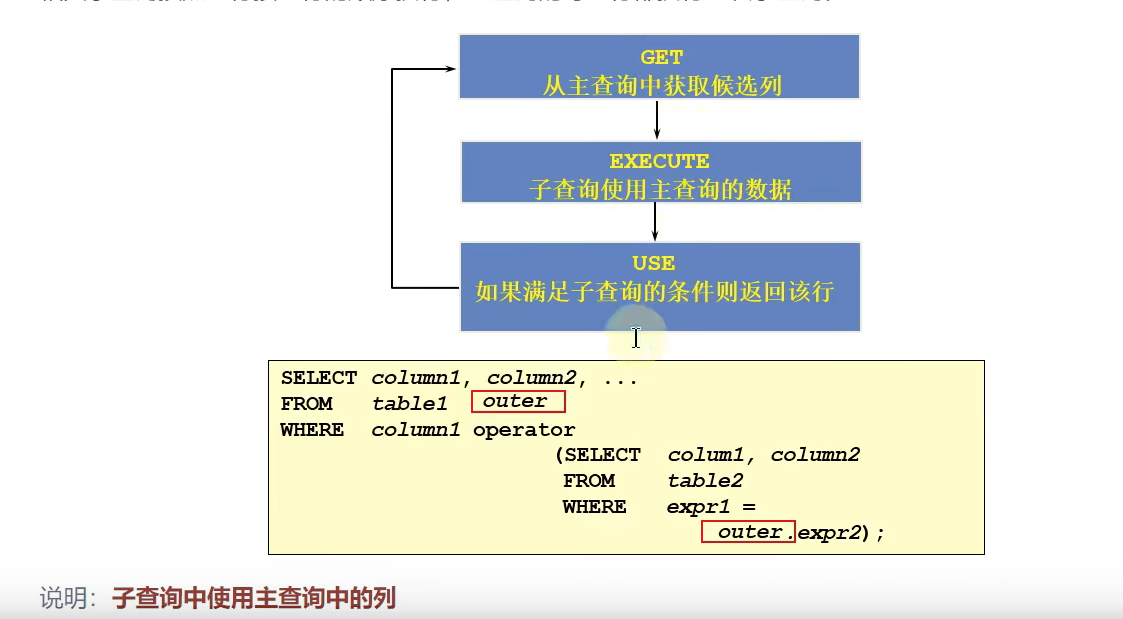 GET
从主查询中获取候选列
EXECUTE
子查询使用主查询的数据
USE
如果满足子查询的条件则返回该行
SELECT column1, column2, ...
FROM table1 outer
WHERE column1 operator
(SELECT colum1, column2
FROM table2
WHERE expr1 =
outer.expr2);
说明：子查询中使用主查询中的列